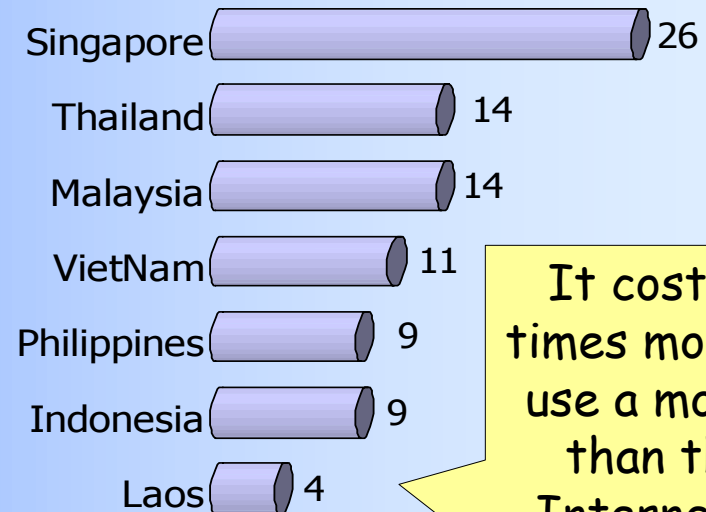 Singapore 26
Thailand 14
Malaysia 14
VietNam 11
Philippines 9
Indonesia 9
Laos 4
It cost
times mo
use a mo
than th